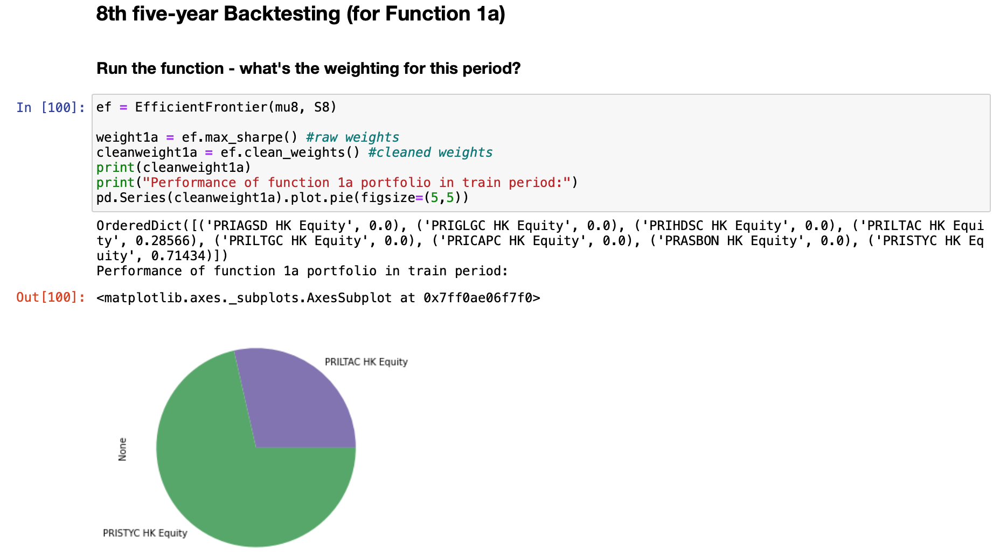 8th five-year Backtesting (for Function 1a)
Run the function - what's the weighting for this period?
In [100]:
ef = EfficientFrontier(mu8, S8)
weight1a = ef.max_sharpe() #raw weights
cleanweight1a = ef.clean_weights() #cleaned weights
print(cleanweight1a)
print("Performance of function 1a portfolio in train period:")
pd.Series(cleanweight1a).plot.pie(figsize=(5,5))
OrderedDict([('PRIAGSD HK Equity', 0.0), ('PRIGLGC HK Equity', 0.0), ('PRIHDSC HK Equity', 0.0), ('PRILTAC HK Equi
ty', 0.28566), ('PRILTGC HK Equity', 0.0), ('PRICAPC HK Equity', 0.0), ('PRASBON HK Equity', 0.0), ('PRISTYC HK Eq
uity', 0.71434)])
Performance of function 1a portfolio in train period:
Out[100]: <matplotlib.axes._subplots.AxesSubplot at 0x7ff0ae06f7f0>
PRILTAC HK Equity
None
PRISTYC HK Equity